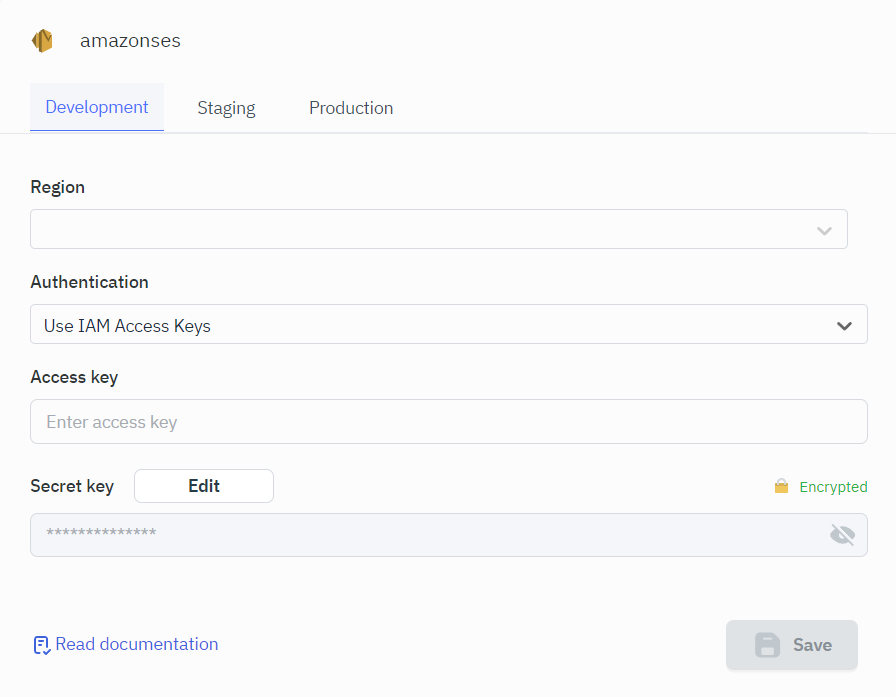 amazonses
Development Staging Production
Region
Authentication
Use IAM Access Keys
Access key
Enter access key
Secret key Edit Encrypted
**************
Read documentation Save